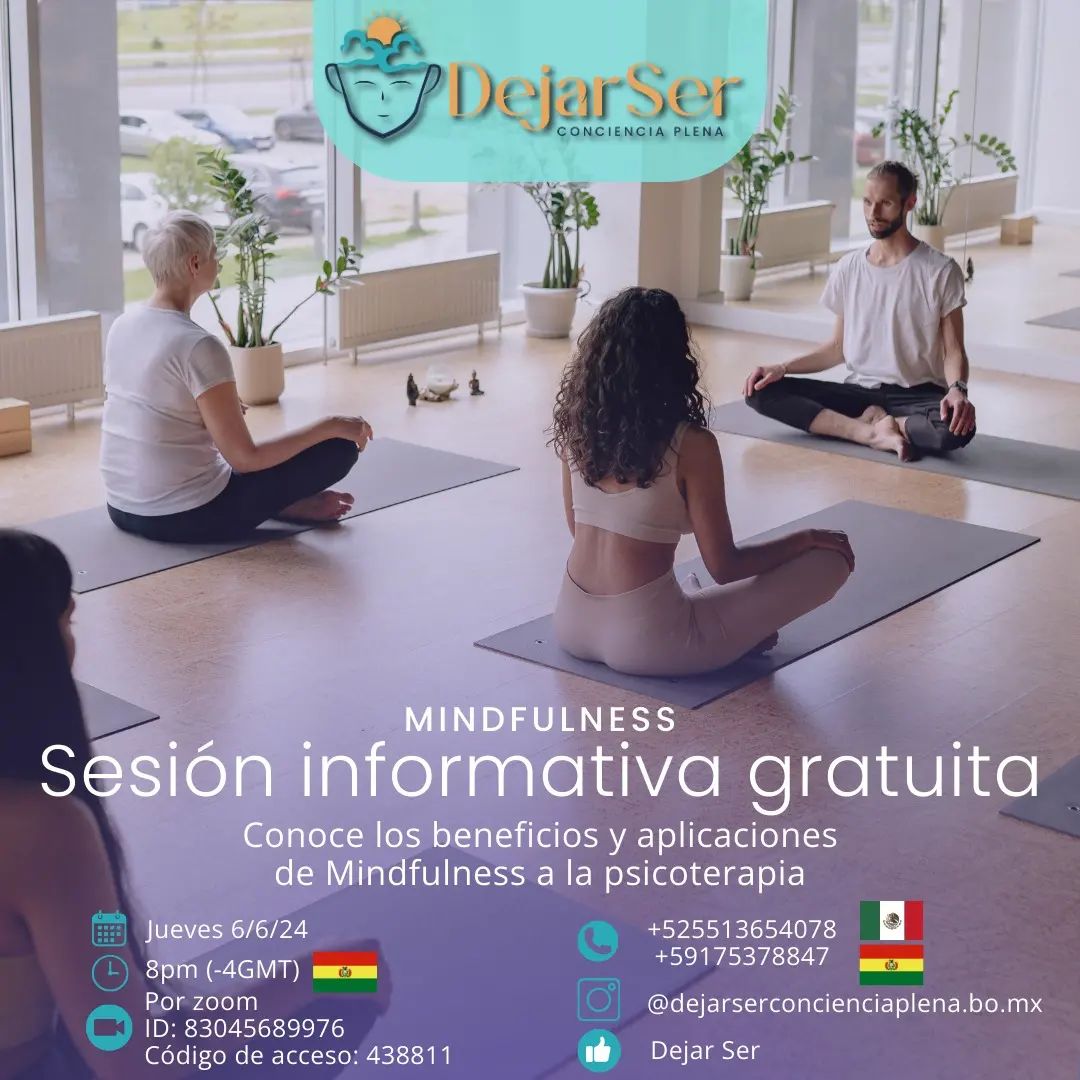 DejarSer
CONCIENCIA PLENA
MINDFULNESS
Sesión informativa gratuita
Conoce los beneficios y aplicaciones
de Mindfulness a la psicoterapia
Jueves 6/6/24
8pm (-4GMT)
Por zoom
ID: 83045689976
Código de acceso: 438811
+525513654078
+59175378847
@dejarserconcienciaplena.bo.mx
Dejar Ser